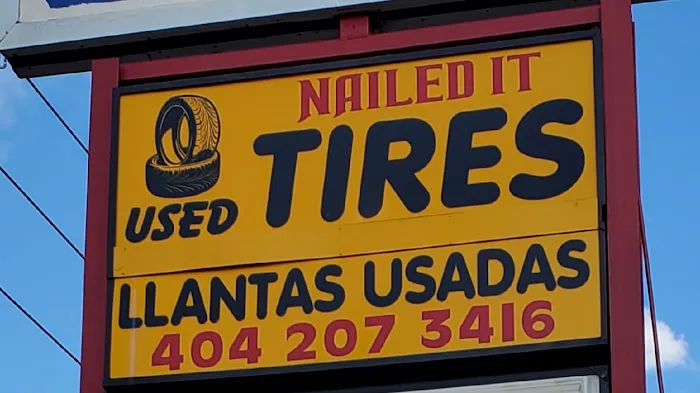 NAILED IT
USED TIRES
LLANTAS USADAS
404 207 3416